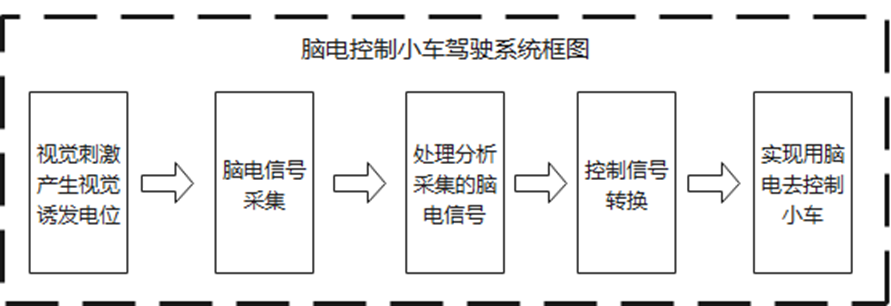 脑电控制小车驾驶系统框图
视觉刺激
产生视觉
诱发电位
脑电信号
采集
处理分析
采集的脑
电信号
控制信号
转换
实现用脑
电去控制
小车